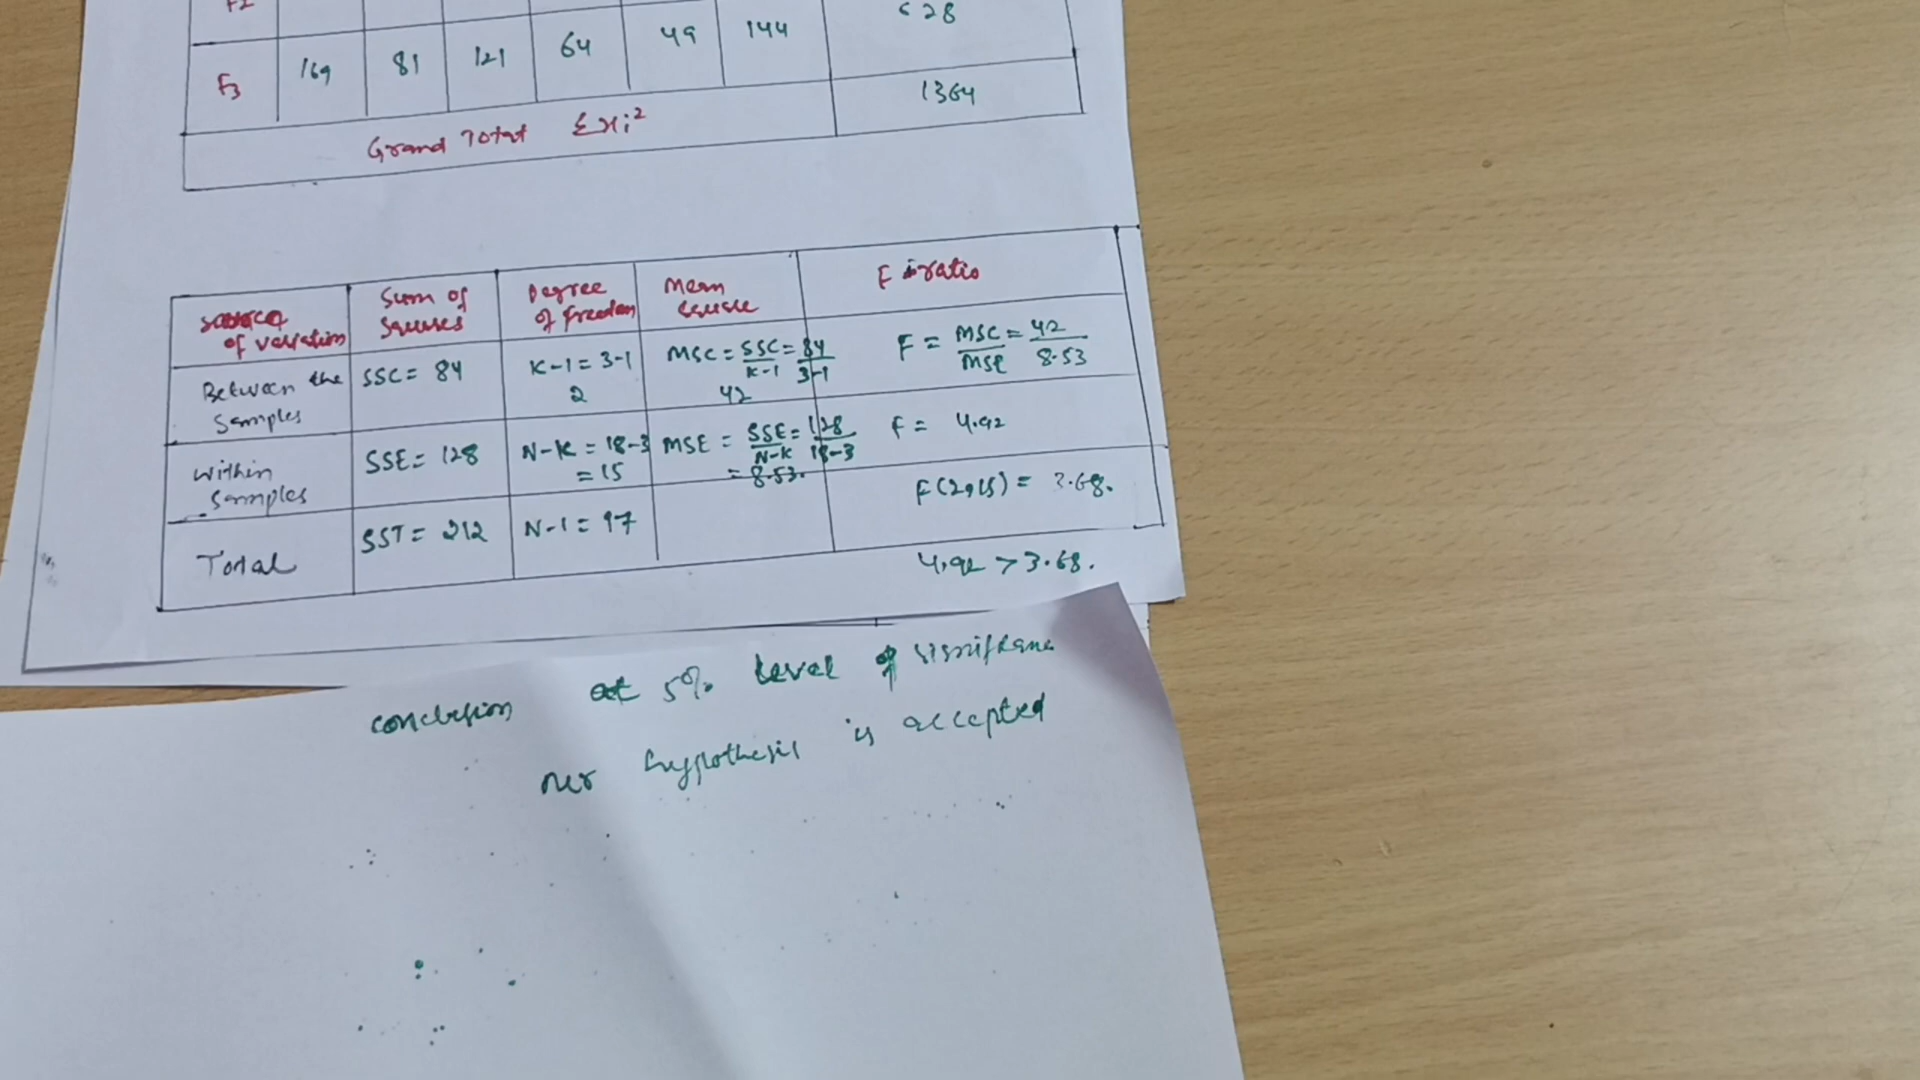 F2
628
F3 169 81 121 64 49 144
Grand Total Σxi² 1364
Source of variation
Sum of Squares
Degree of freedom
Mean square
F ratio
Between the Samples
SSC = 84
K-1 = 3-1
2
MSC = SSC/K-1 = 84/3-1
42
F = MSC/MSE = 42/8.53
Within Samples
SSE = 128
N-K = 18-3
= 15
MSE = SSE/N-K = 128/18-3
= 8.53.
F = 4.92
Total
SST = 212
N-1 = 17
F(2,15) = 3.68.
4.92 > 3.68.
conclusion at 5% level of
hypothesis is accepted